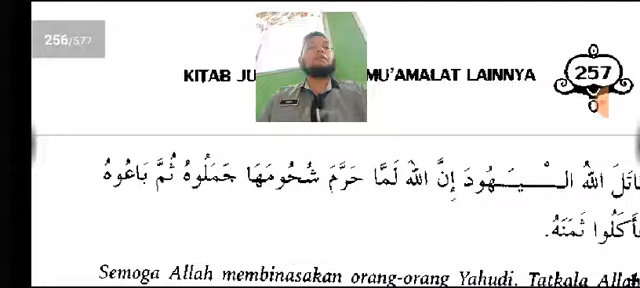 256/577
KITAB JU MU'AMALAT LAINNYA 257
قَاتَلَ اللهُ الْيَهُودَ إِنَّ اللهَ لَمَّا حَرَّمَ شُحُومَهَا جَمَلُوهُ ثُمَّ بَاعُوهُ
فَأَكَلُوا ثَمَنَهُ.
Semoga Allah membinasakan orang-orang Yahudi. Tatkala Allah